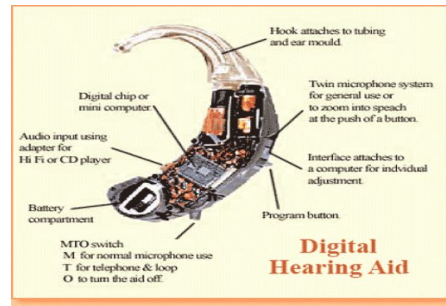 Hook attaches to tubing
and ear mould.
Digital chip or
mini computer.
Twin microphone system
for general use or
to zoom into speach
at the push of a button.
Audio input using
adapter for
Hi Fi or CD player
Interface attaches to
a computer for indvidual
adjustment.
Battery
compartment
Program button.
MTO switch
M for normal microphone use
T for telephone & loop
O to turn the aid off.
Digital
Hearing Aid